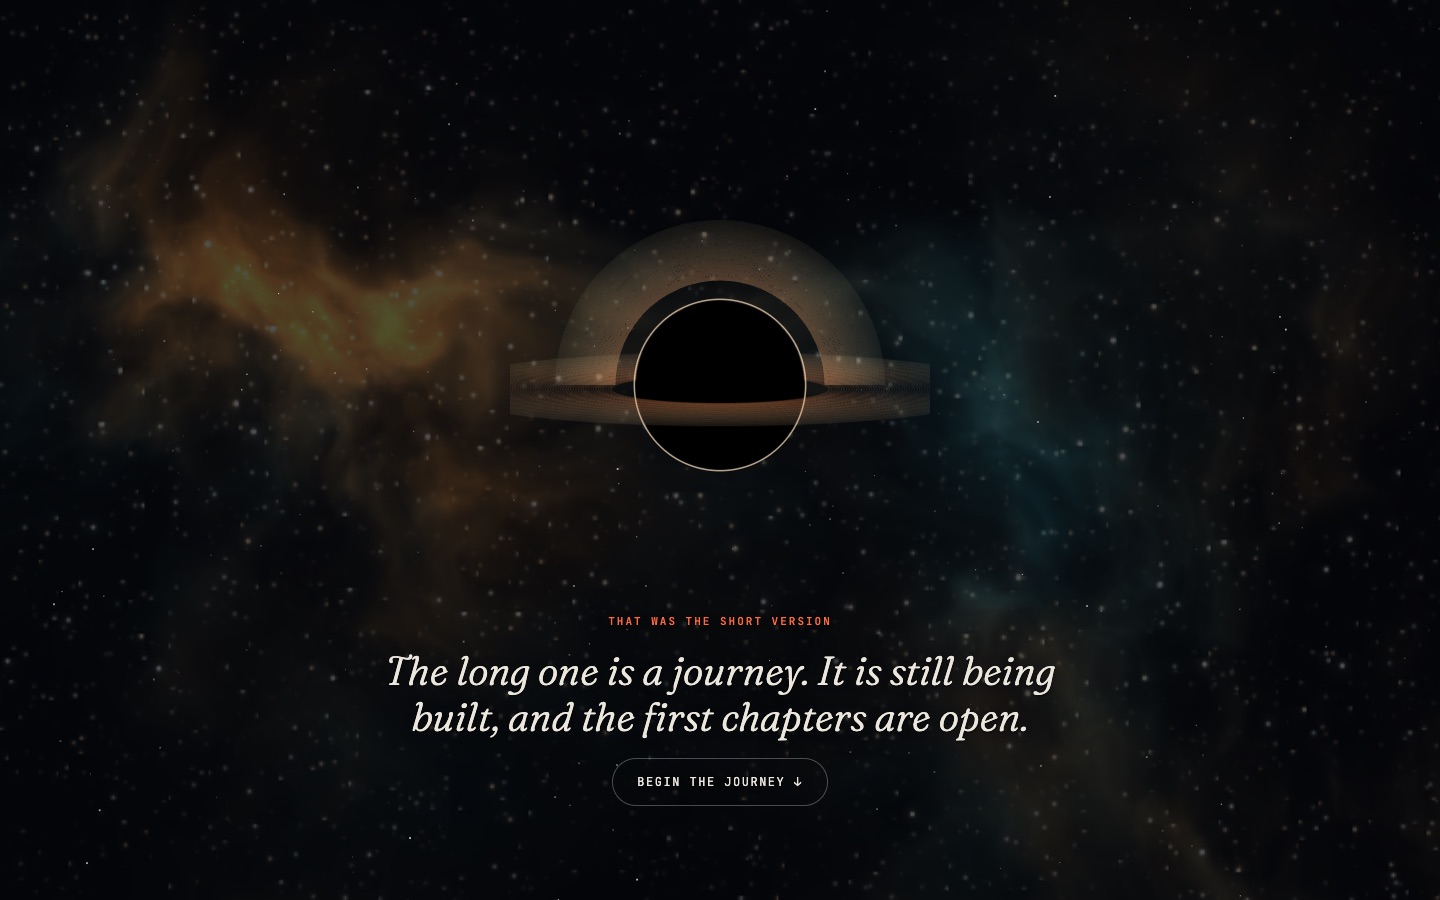 THAT WAS THE SHORT VERSION
The long one is a journey. It is still being
built, and the first chapters are open.
BEGIN THE JOURNEY ↓